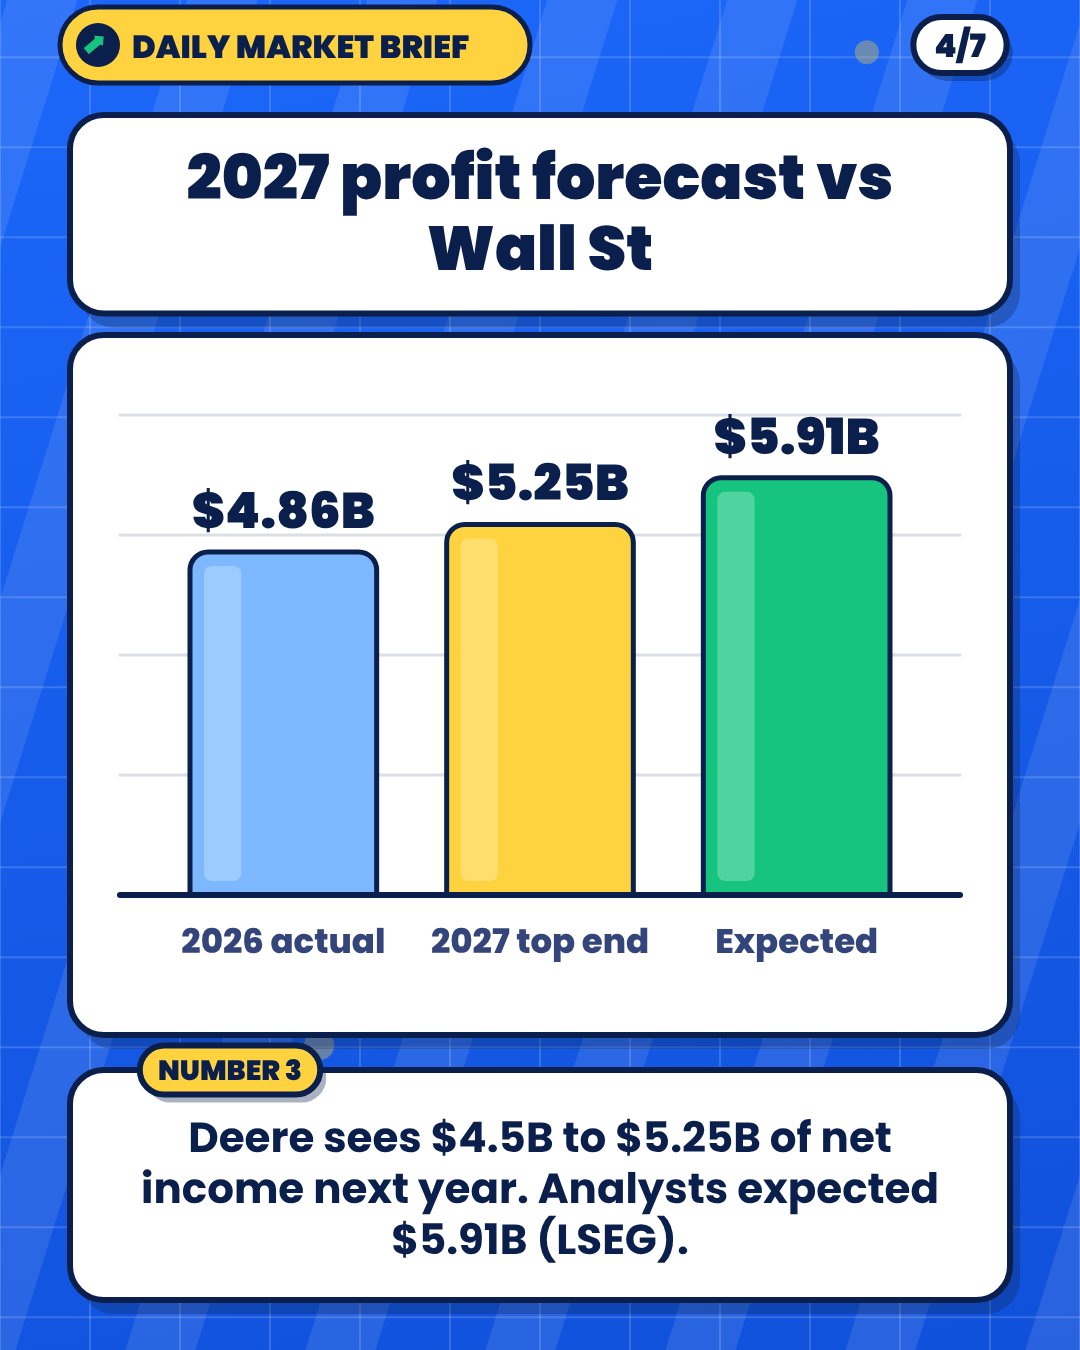 DAILY MARKET BRIEF
4/7
2027 profit forecast vs
Wall St
$4.86B
$5.25B
$5.91B
2026 actual
2027 top end
Expected
NUMBER 3
Deere sees $4.5B to $5.25B of net
income next year. Analysts expected
$5.91B (LSEG).